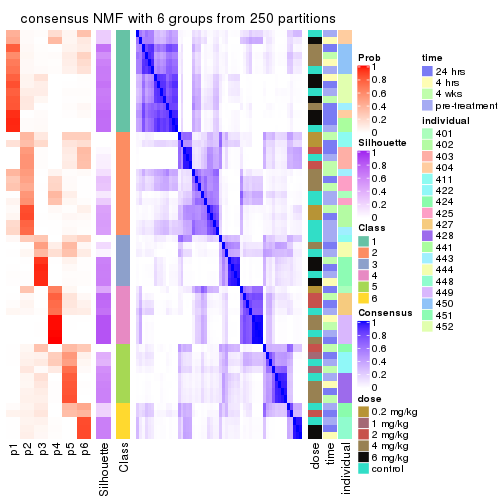 consensus NMF with 6 groups from 250 partitions
p1
p2
p3
p4
p5
p6
Silhouette
Class
dose
time
individual
Prob
1
0.8
0.6
0.4
0.2
0
Silhouette
1
0.8
0.6
0.4
0.2
0
Class
1
2
3
4
5
6
Consensus
1
0.8
0.6
0.4
0.2
0
dose
0.2 mg/kg
1 mg/kg
2 mg/kg
4 mg/kg
6 mg/kg
control
time
24 hrs
4 hrs
4 wks
pre-treatment
individual
401
402
403
404
411
422
424
425
427
428
441
443
444
448
449
450
451
452